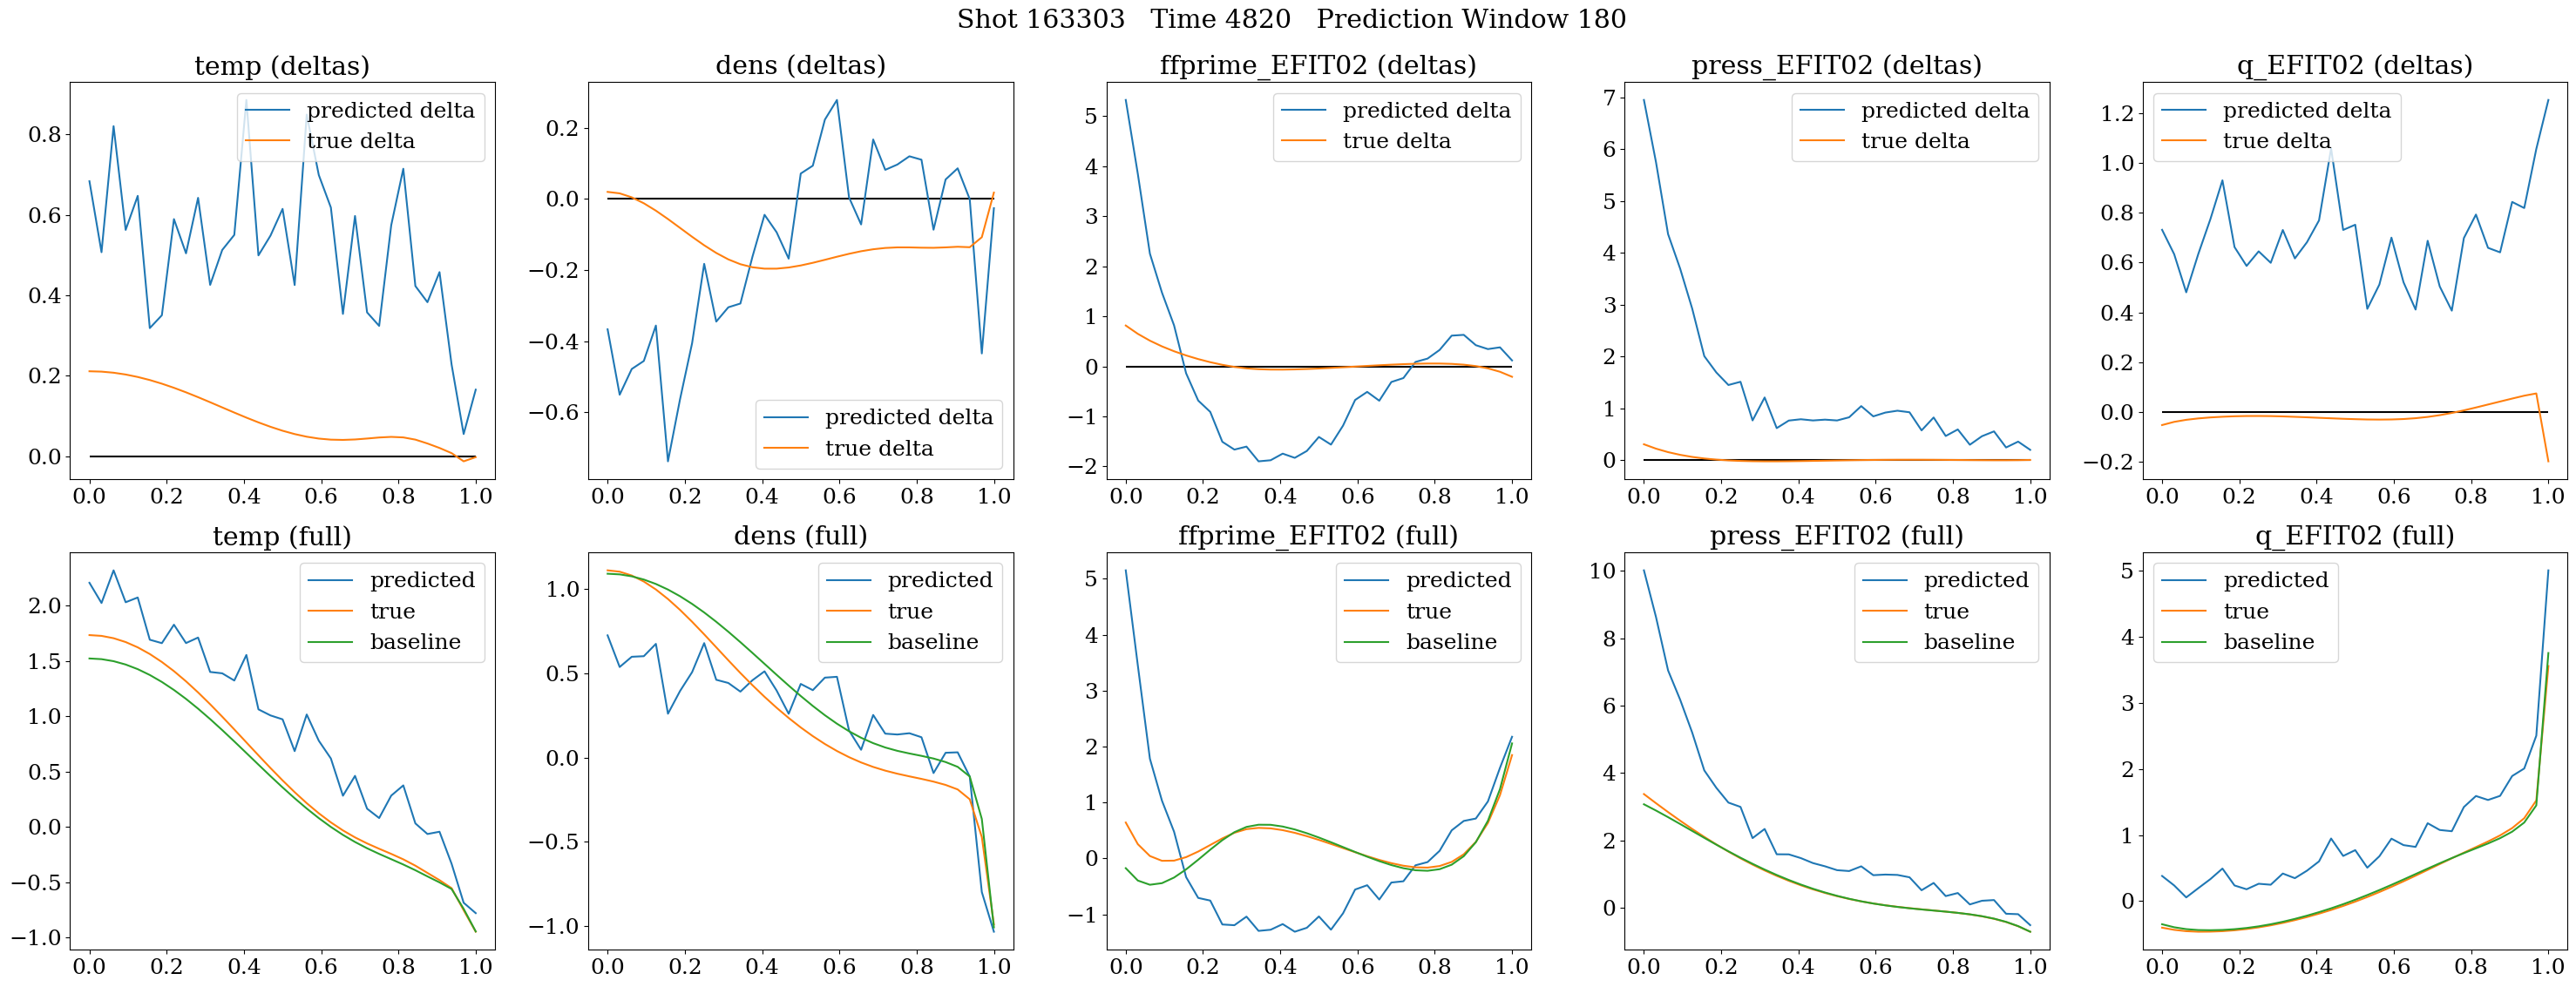 Shot 163303   Time 4820   Prediction Window 180
temp (deltas)
0.8
0.6
0.4
0.2
0.0
0.0 0.2 0.4 0.6 0.8 1.0
predicted delta
true delta
dens (deltas)
0.2
0.0
−0.2
−0.4
−0.6
0.0 0.2 0.4 0.6 0.8 1.0
predicted delta
true delta
ffprime_EFIT02 (deltas)
5
4
3
2
1
0
−1
−2
0.0 0.2 0.4 0.6 0.8 1.0
predicted delta
true delta
press_EFIT02 (deltas)
7
6
5
4
3
2
1
0
0.0 0.2 0.4 0.6 0.8 1.0
predicted delta
true delta
q_EFIT02 (deltas)
1.2
1.0
0.8
0.6
0.4
0.2
0.0
−0.2
0.0 0.2 0.4 0.6 0.8 1.0
predicted delta
true delta
temp (full)
2.0
1.5
1.0
0.5
0.0
−0.5
−1.0
0.0 0.2 0.4 0.6 0.8 1.0
predicted
true
baseline
dens (full)
1.0
0.5
0.0
−0.5
−1.0
0.0 0.2 0.4 0.6 0.8 1.0
predicted
true
baseline
ffprime_EFIT02 (full)
5
4
3
2
1
0
−1
0.0 0.2 0.4 0.6 0.8 1.0
predicted
true
baseline
press_EFIT02 (full)
10
8
6
4
2
0
0.0 0.2 0.4 0.6 0.8 1.0
predicted
true
baseline
q_EFIT02 (full)
5
4
3
2
1
0
0.0 0.2 0.4 0.6 0.8 1.0
predicted
true
baseline